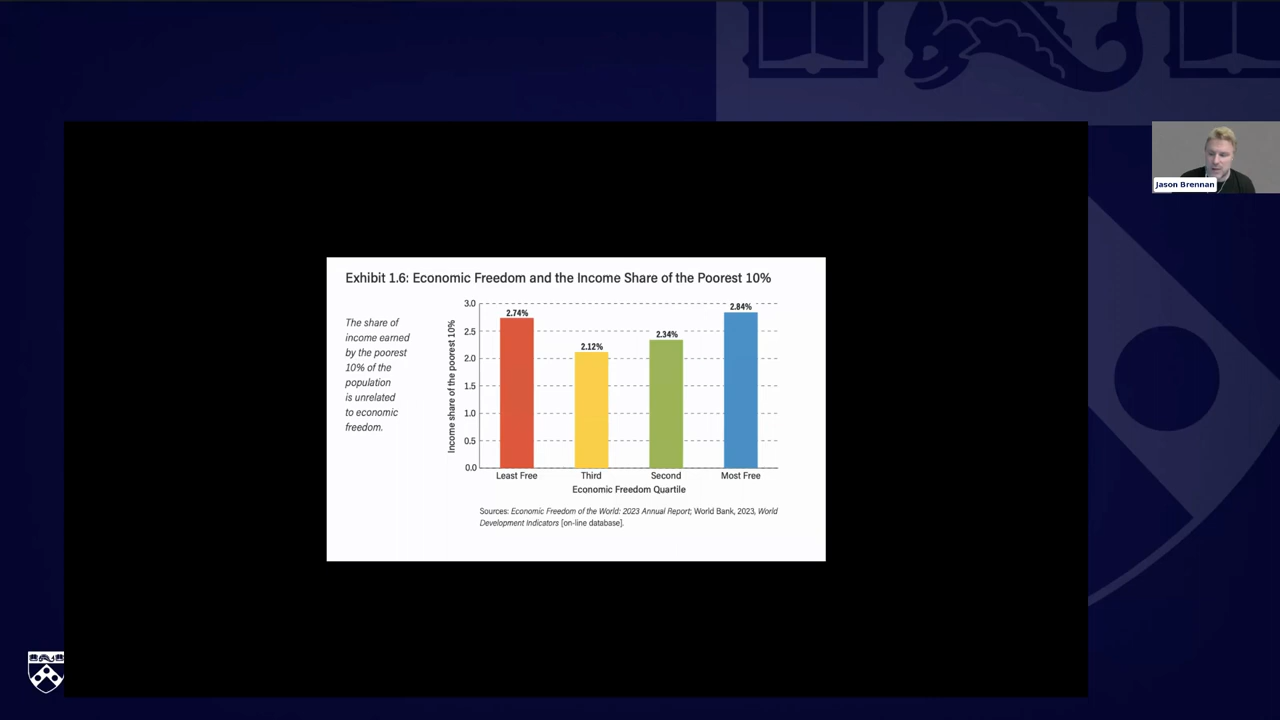 Exhibit 1.6: Economic Freedom and the Income Share of the Poorest 10%
The share of
income earned
by the poorest
10% of the
population
is unrelated
to economic
freedom.
Income share of the poorest 10%
3.0
2.5
2.0
1.5
1.0
0.5
0.0
2.74%
2.12%
2.34%
2.84%
Least Free
Third
Second
Most Free
Economic Freedom Quartile
Sources: Economic Freedom of the World: 2023 Annual Report; World Bank, 2023, World
Development Indicators [on-line database].
Jason Brennan